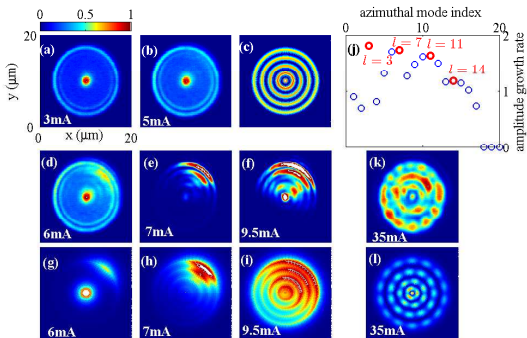 0 0.5 1
azimuthal mode index
0 10 20
20
y (μm)
0
(a)
3mA
(b)
5mA
(c)
(j)
l = 3
l = 7
l = 11
l = 14
2
1
0
amplitude growth rate
x (μm)
0 20
(d)
6mA
(e)
7mA
(f)
9.5mA
(k)
35mA
(g)
6mA
(h)
7mA
(i)
9.5mA
(l)
35mA